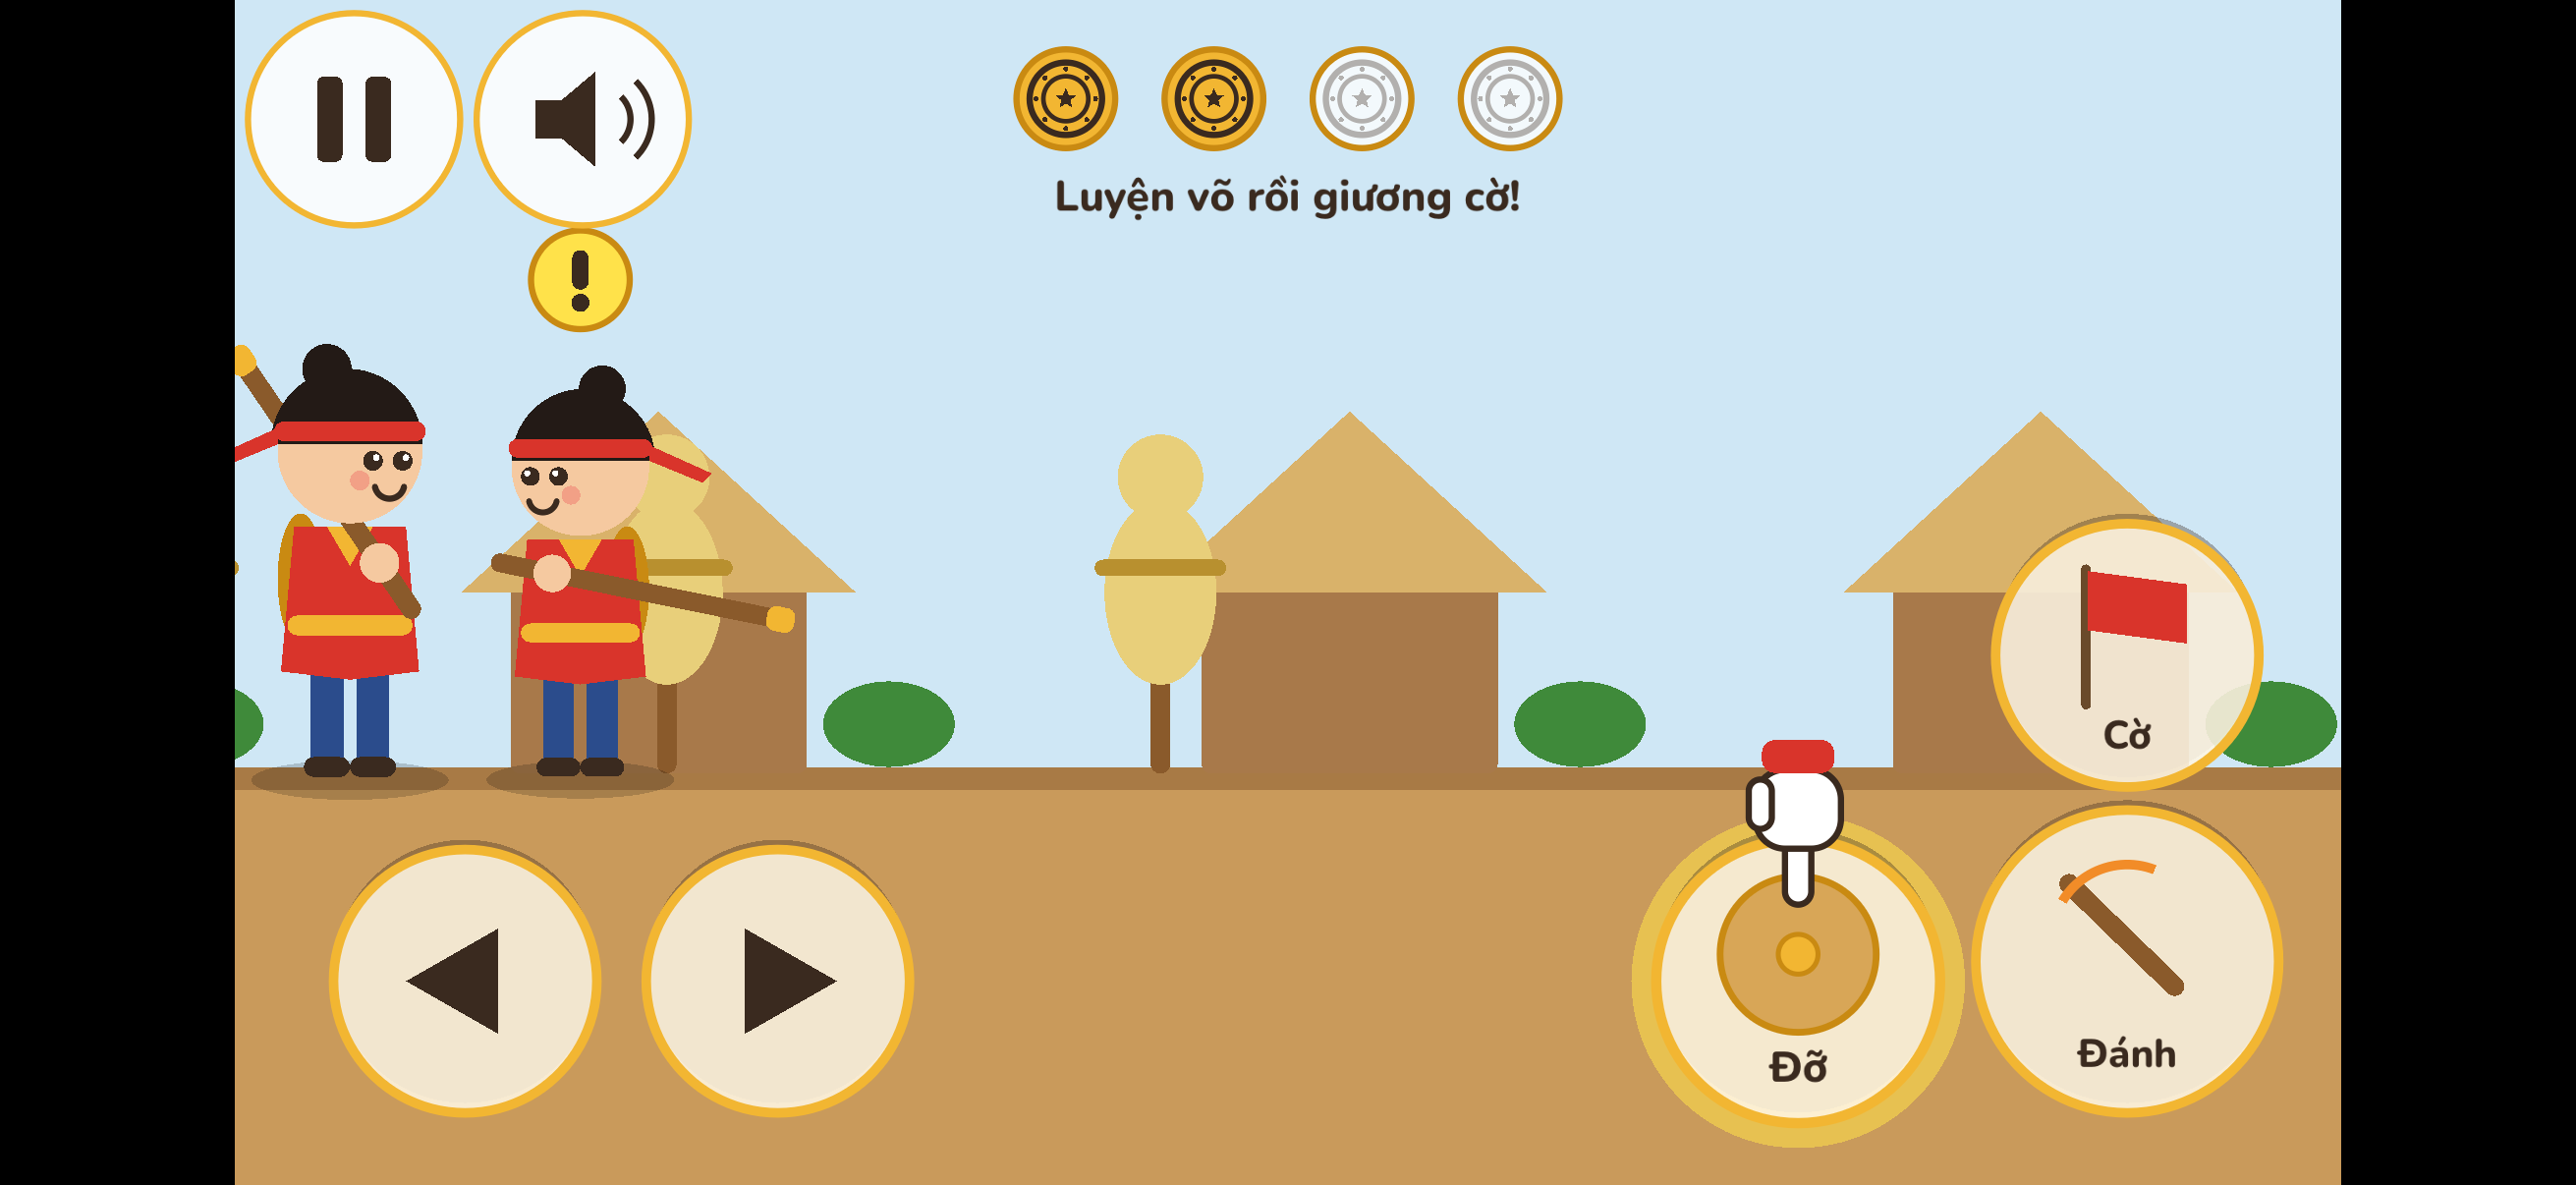 Luyện võ rồi giương cờ!
Cờ
Đỡ
Đánh